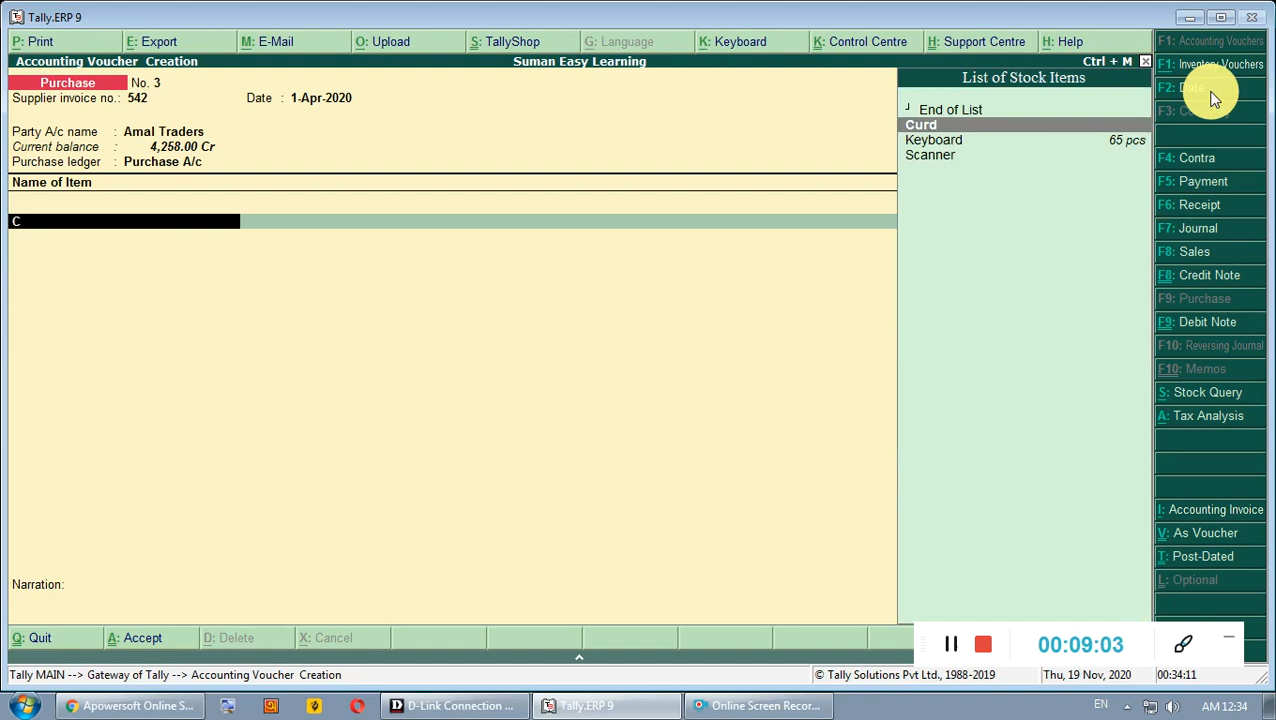 Tally.ERP 9
P: Print E: Export M: E-Mail O: Upload S: TallyShop G: Language K: Keyboard K: Control Centre H: Support Centre H: Help
F1: Accounting Vouchers
Accounting Voucher Creation Suman Easy Learning Ctrl + M
F1: Inventory Vouchers
Purchase No. 3
List of Stock Items
F2: Date
Supplier invoice no.: 542 Date : 1-Apr-2020
End of List
F3:
Curd
Party A/c name : Amal Traders
Keyboard 65 pcs
Current balance : 4,258.00 Cr
Scanner
Purchase ledger : Purchase A/c
F4: Contra
Name of Item
F5: Payment
F6: Receipt
C
F7: Journal
F8: Sales
F8: Credit Note
F9: Purchase
F9: Debit Note
F10: Reversing Journal
F10: Memos
S: Stock Query
A: Tax Analysis
I: Accounting Invoice
V: As Voucher
T: Post-Dated
L: Optional
Narration:
Q: Quit A: Accept D: Delete X: Cancel
00:09:03
Tally MAIN --> Gateway of Tally --> Accounting Voucher Creation © Tally Solutions Pvt Ltd., 1988-2019 Thu, 19 Nov, 2020 00:34:11
Apowersoft Online S... D-Link Connection ... Tally.ERP 9 Online Screen Recor... EN AM 12:34